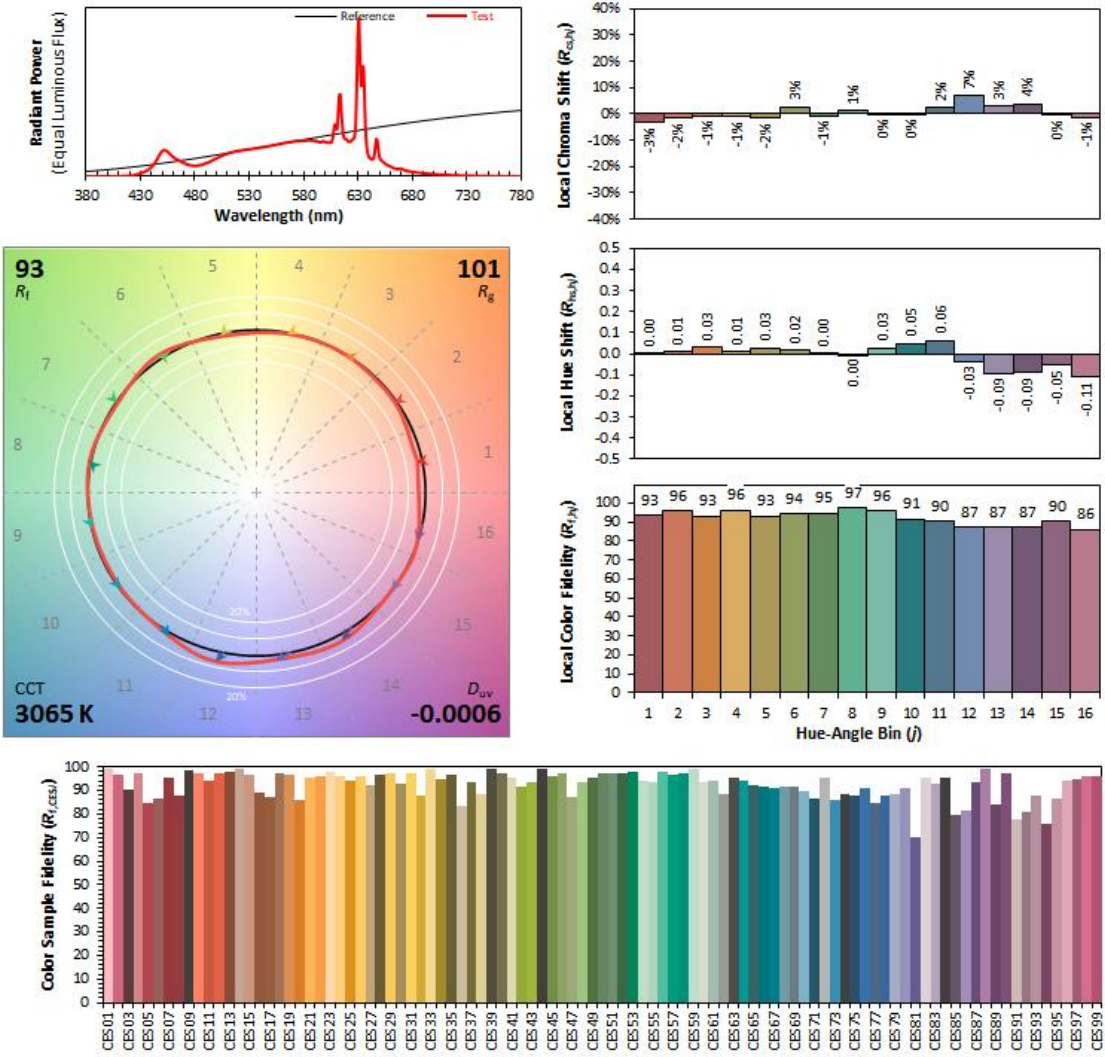 Reference Test
Radiant Power
(Equal Luminous Flux)
380 430 480 530 580 630 680 730 780
Wavelength (nm)
Local Chroma Shift (Rcs,hj)
40%
30%
20%
10%
0%
-10%
-20%
-30%
-40%
-3% -2% -1% -1% -2% 3% -1% 1% 0% 0% 2% 7% 3% 4% 0% -1%
93
Rf
101
Rg
5 4
6 3
7 2
8 1
9 16
10 15
11 14
12 13
20%
20%
CCT
3065 K
Duv
-0.0006
Local Hue Shift (Rhs,hj)
0.5
0.4
0.3
0.2
0.1
0.0
-0.1
-0.2
-0.3
-0.4
-0.5
0.00 0.01 0.03 0.01 0.03 0.02 0.00 0.00 0.03 0.05 0.06 -0.03 -0.09 -0.09 -0.05 -0.11
Local Color Fidelity (Rf,hj)
100
90
80
70
60
50
40
30
20
10
0
93 96 93 96 93 94 95 97 96 91 90 87 87 87 90 86
1 2 3 4 5 6 7 8 9 10 11 12 13 14 15 16
Hue-Angle Bin (j)
Color Sample Fidelity (Rf,CESi)
100
90
80
70
60
50
40
30
20
10
0
CES01 CES03 CES05 CES07 CES09 CES11 CES13 CES15 CES17 CES19 CES21 CES23 CES25 CES27 CES29 CES31 CES33 CES35 CES37 CES39 CES41 CES43 CES45 CES47 CES49 CES51 CES53 CES55 CES57 CES59 CES61 CES63 CES65 CES67 CES69 CES71 CES73 CES75 CES77 CES79 CES81 CES83 CES85 CES87 CES89 CES91 CES93 CES95 CES97 CES99